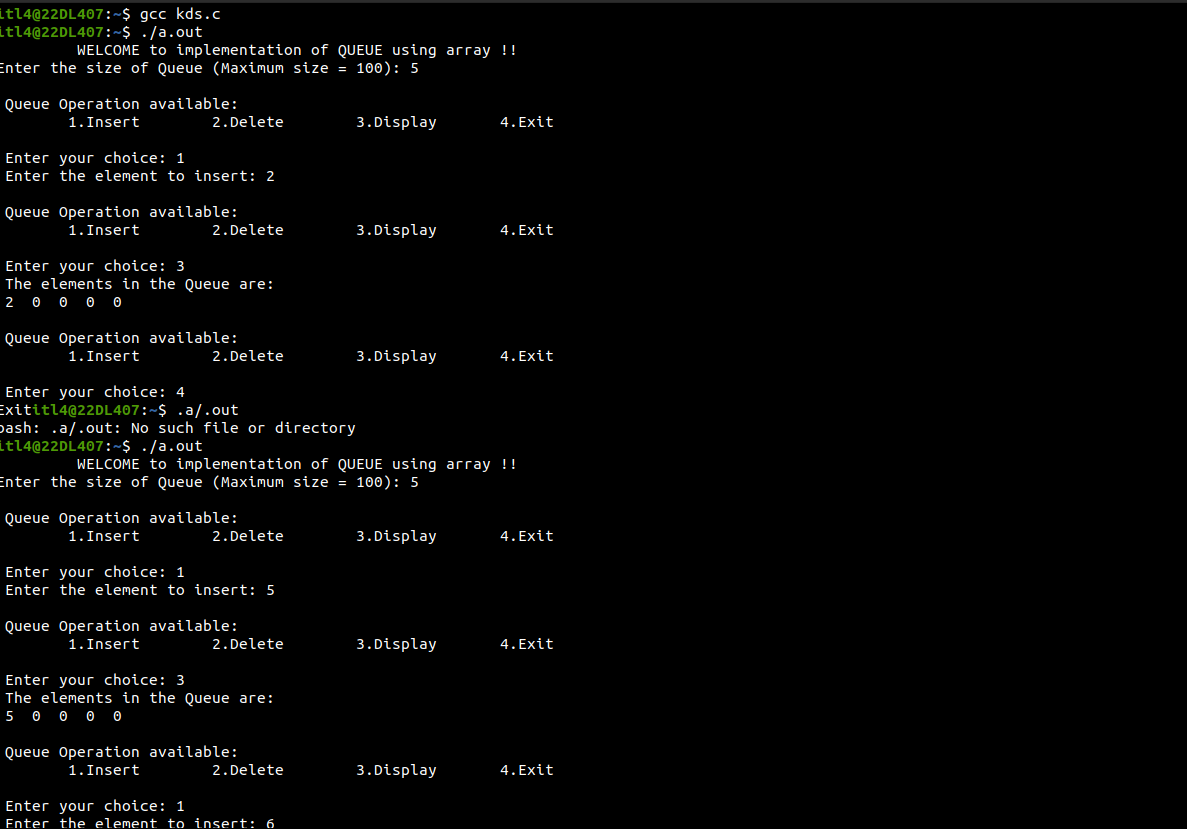 itl4@22DL407:~$ gcc kds.c
itl4@22DL407:~$ ./a.out
WELCOME to implementation of QUEUE using array !!
Enter the size of Queue (Maximum size = 100): 5
Queue Operation available:
1.Insert 2.Delete 3.Display 4.Exit
Enter your choice: 1
Enter the element to insert: 2
Queue Operation available:
1.Insert 2.Delete 3.Display 4.Exit
Enter your choice: 3
The elements in the Queue are:
2 0 0 0 0
Queue Operation available:
1.Insert 2.Delete 3.Display 4.Exit
Enter your choice: 4
Exititl4@22DL407:~$ .a/.out
bash: .a/.out: No such file or directory
itl4@22DL407:~$ ./a.out
WELCOME to implementation of QUEUE using array !!
Enter the size of Queue (Maximum size = 100): 5
Queue Operation available:
1.Insert 2.Delete 3.Display 4.Exit
Enter your choice: 1
Enter the element to insert: 5
Queue Operation available:
1.Insert 2.Delete 3.Display 4.Exit
Enter your choice: 3
The elements in the Queue are:
5 0 0 0 0
Queue Operation available:
1.Insert 2.Delete 3.Display 4.Exit
Enter your choice: 1
Enter the element to insert: 6